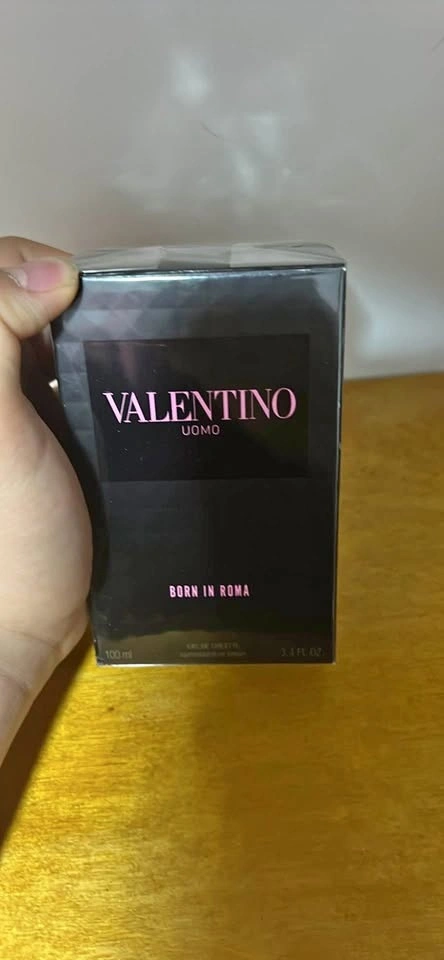 VALENTINO
UOMO
BORN IN ROMA
EAU DE TOILETTE
100 ml
3.4 FL. OZ.